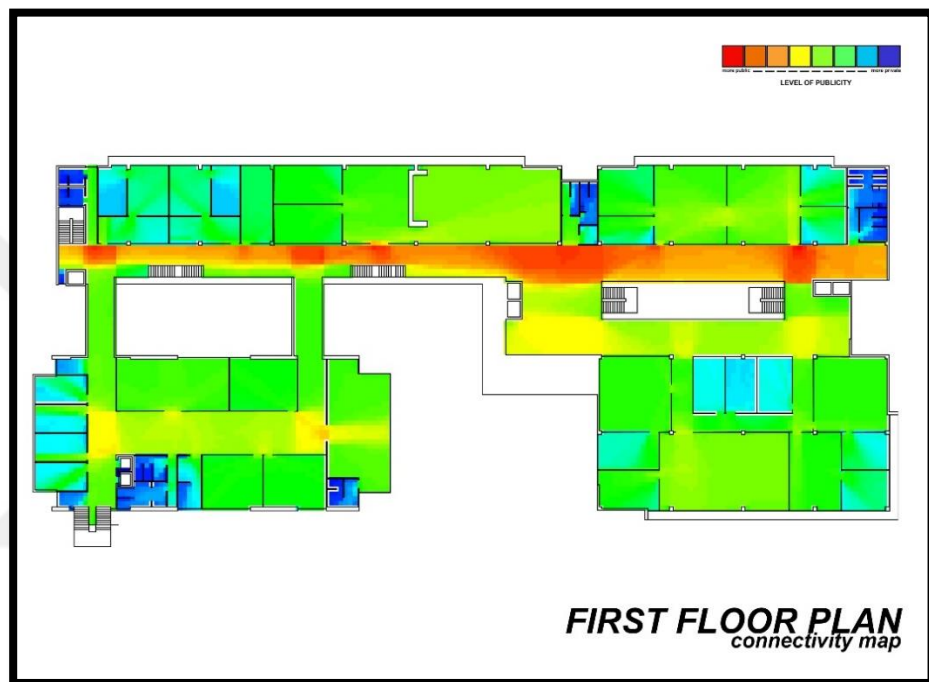 more public more private
LEVEL OF PUBLICITY
FIRST FLOOR PLAN
connectivity map